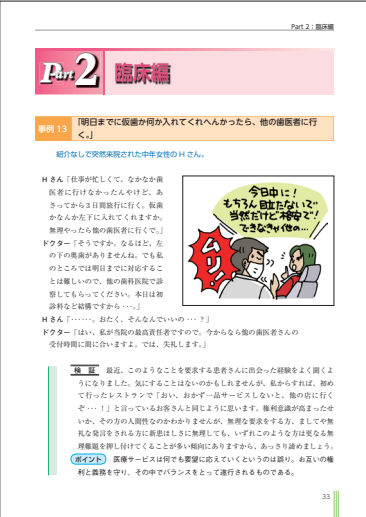 Part 2：臨床編
Part 2 臨床編
事例 13
「明日までに仮歯か何か入れてくれへんかったら、他の歯医者に行
く。」
紹介なしで突然来院された中年女性の H さん。
H さん「仕事が忙しくて、なかなか歯
医者に行けなかったんやけど、あ
さってから３日間旅行に行く。仮歯
かなんか左下に入れてくれますか。
無理やったら他の歯医者に行くで。」
ドクター「そうですか。なるほど、左
の下の奥歯がありませんね。でも私
のところでは明日までに対応するこ
とは難しいので、他の歯科医院で診
察してもらってください。本日は初
診料など結構ですから ・・・。」
今日中に！
もちろん目立たないで
当然だけど格安で！
できなきゃ他の…
ムリ!!
H さん「・・・・・・。おたく、そんなんでいいの ・・・ ？」
ドクター「はい、私が当院の最高責任者ですので。今からなら他の歯医者さんの
受付時間に間に合いますよ。では、失礼します。」
検　証　最近、このようなことを要求する患者さんに出会った経験をよく聞くよ
うになりました。気にすることはないのかもしれませんが、私からすれば、初め
て行ったレストランで「おい、おかず一品サービスしないと、他の店に行く
ぞ ・・・ ！」と言っているお客さんと同じように思います。権利意識が高まったせ
いか、その方の人間性なのかわかりませんが、無理な要求をする方、ましてや無
礼な発言をされる方に新患はしさに無理しても、いずれこのような方は更なる無
理難題を押し付けてくることが多い傾向にありますから、あっさり諦めましょう。
ポイント　医療サービスは何でも要望に応えていくというのは誤り。お互いの権
利と義務を守り、その中でバランスをとって遂行されるものである。
33